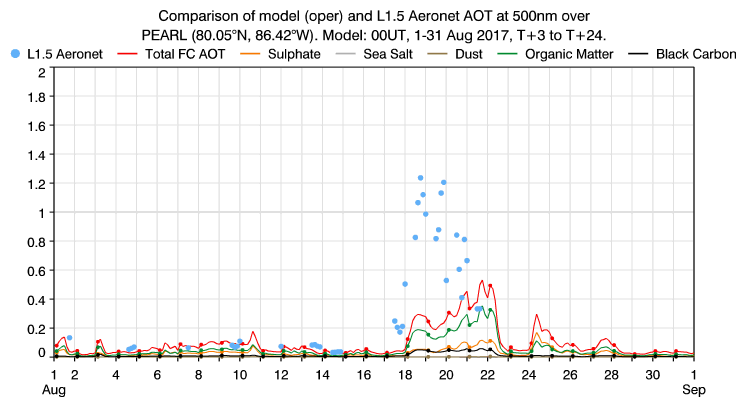 Comparison of model (oper) and L1.5 Aeronet AOT at 500nm over
PEARL (80.05°N, 86.42°W). Model: 00UT, 1-31 Aug 2017, T+3 to T+24.
L1.5 Aeronet Total FC AOT Sulphate Sea Salt Dust Organic Matter Black Carbon
2
1.8
1.6
1.4
1.2
1
0.8
0.6
0.4
0.2
0
1 2 4 6 8 10 12 14 16 18 20 22 24 26 28 30 1
Aug Sep